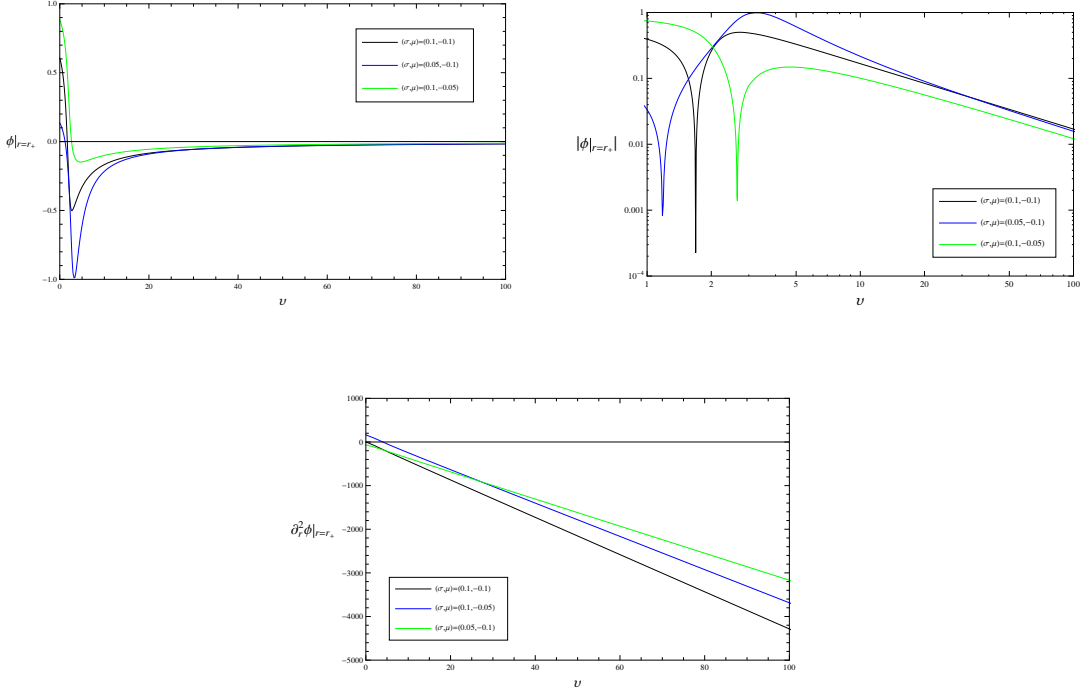 1.0
0.5
0.0
-0.5
-1.0
ϕ|r=r+
0 20 40 60 80 100
υ
(σ,μ)=(0.1,-0.1)
(σ,μ)=(0.05,-0.1)
(σ,μ)=(0.1,-0.05)
1
0.1
0.01
0.001
10⁻⁴
|ϕ|r=r+|
1 2 5 10 20 50 100
υ
(σ,μ)=(0.1,-0.1)
(σ,μ)=(0.05,-0.1)
(σ,μ)=(0.1,-0.05)
1000
0
-1000
-2000
-3000
-4000
-5000
∂r²ϕ|r=r+
0 20 40 60 80 100
υ
(σ,μ)=(0.1,-0.1)
(σ,μ)=(0.1,-0.05)
(σ,μ)=(0.05,-0.1)